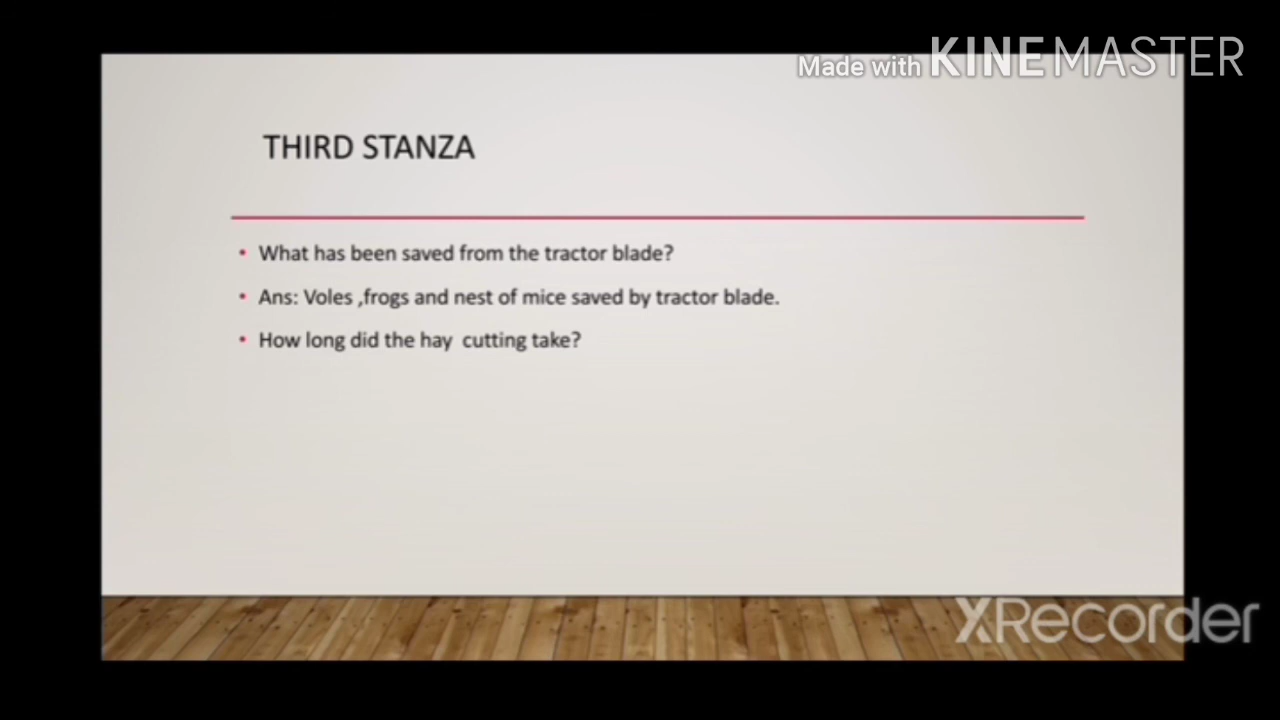 Made with KINEMASTER
THIRD STANZA
• What has been saved from the tractor blade?
• Ans: Voles ,frogs and nest of mice saved by tractor blade.
• How long did the hay  cutting take?
XRecorder